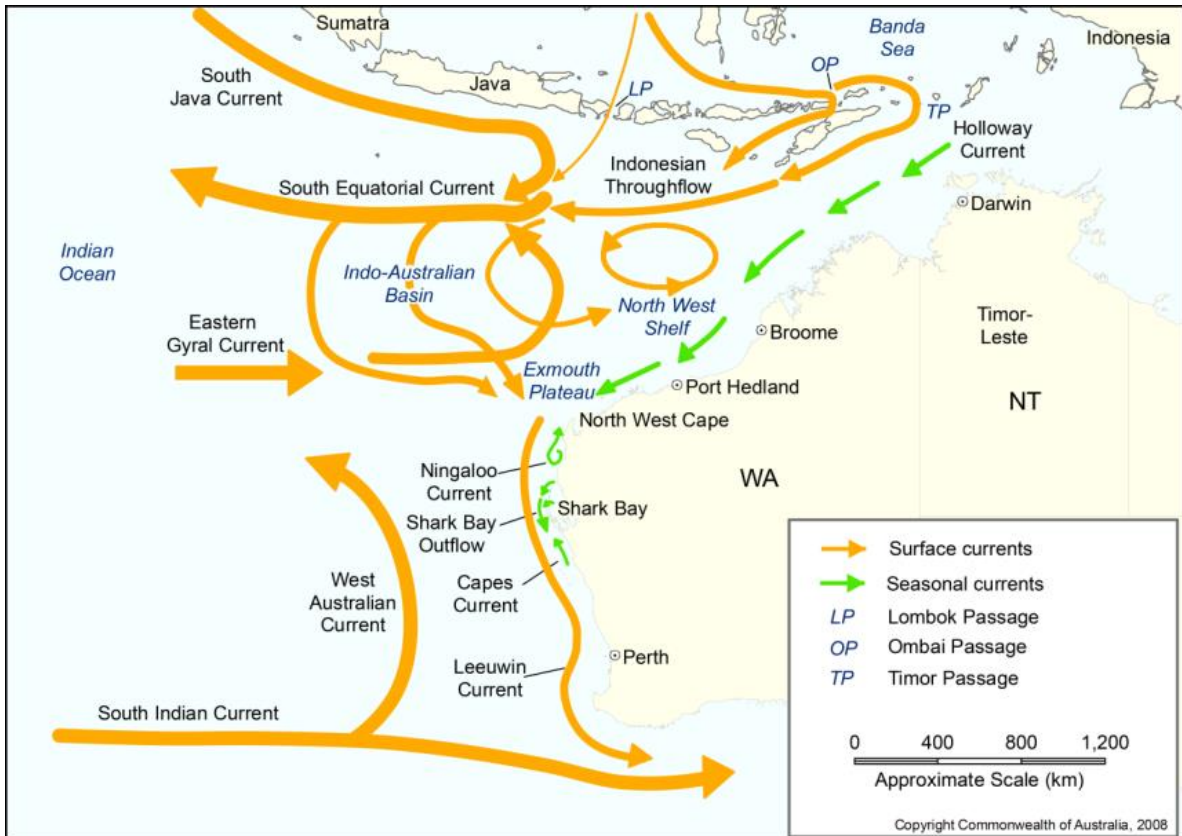 Sumatra
Banda
Sea
Indonesia
South
Java Current
Java
LP
OP
TP
Holloway
Current
Indonesian
Throughflow
South Equatorial Current
Darwin
Indian
Ocean
Indo-Australian
Basin
North West
Shelf
Timor-
Leste
Eastern
Gyral Current
Broome
Exmouth
Plateau
Port Hedland
NT
North West Cape
Ningaloo
Current
WA
Shark Bay
Shark Bay
Outflow
Capes
Current
West
Australian
Current
Perth
Leeuwin
Current
South Indian Current
Surface currents
Seasonal currents
LP Lombok Passage
OP Ombai Passage
TP Timor Passage
0 400 800 1,200
Approximate Scale (km)
Copyright Commonwealth of Australia, 2008